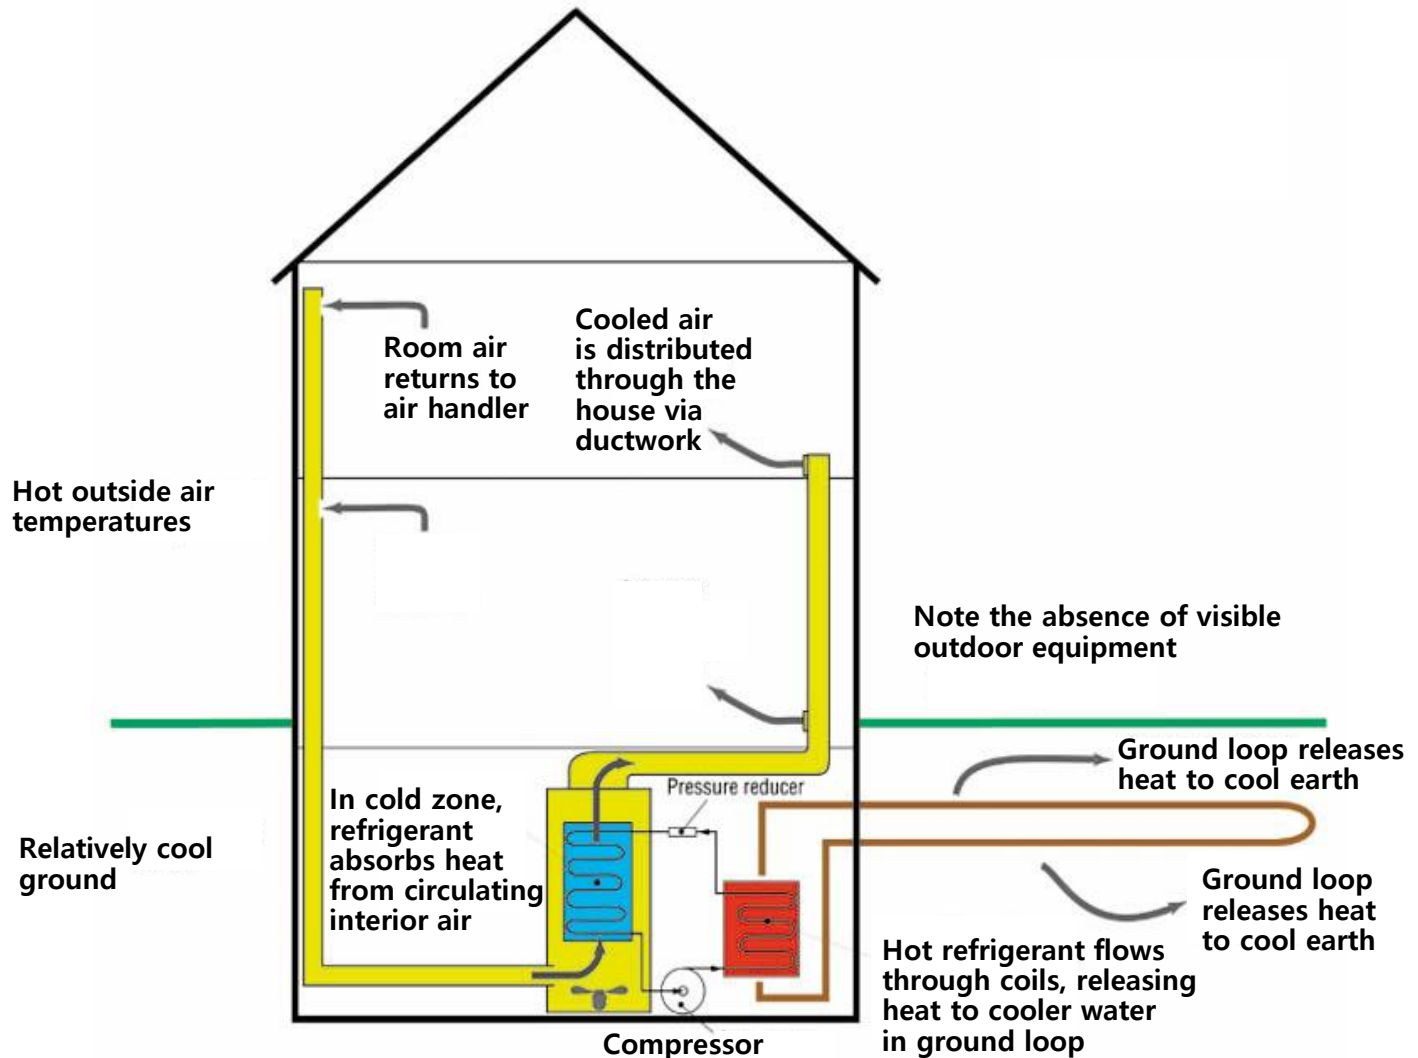 Room air
returns to
air handler
Cooled air
is distributed
through the
house via
ductwork
Hot outside air
temperatures
Note the absence of visible
outdoor equipment
Ground loop releases
heat to cool earth
Pressure reducer
In cold zone,
refrigerant
absorbs heat
from circulating
interior air
Relatively cool
ground
Ground loop
releases heat
to cool earth
Hot refrigerant flows
through coils, releasing
heat to cooler water
in ground loop
Compressor